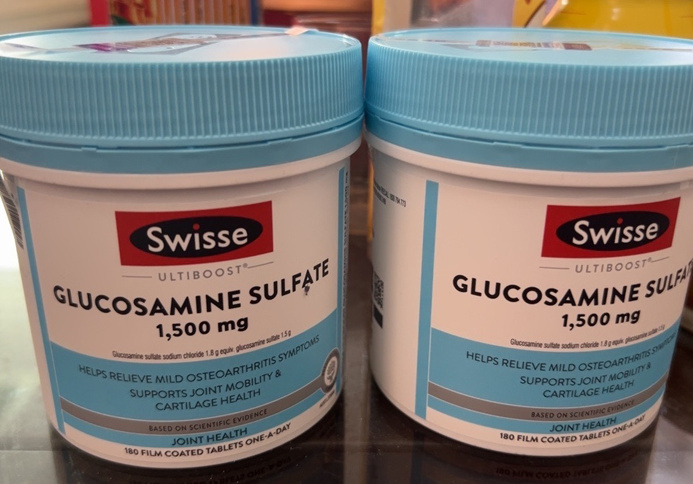 Swisse
ULTIBOOST®
GLUCOSAMINE SULFATE
1,500 mg
Glucosamine sulfate sodium chloride 1.8 g equiv. glucosamine sulfate 1.5 g
HELPS RELIEVE MILD OSTEOARTHRITIS SYMPTOMS
SUPPORTS JOINT MOBILITY &
CARTILAGE HEALTH
BASED ON SCIENTIFIC EVIDENCE
JOINT HEALTH
180 FILM COATED TABLETS ONE-A-DAY
Swisse
ULTIBOOST®
GLUCOSAMINE SULFAT
1,500 mg
Glucosamine sulfate sodium chloride 1.8 g equiv. glucosamine sulfate 1.5 g
HELPS RELIEVE MILD OSTEOARTHRITIS SYMPTOMS
SUPPORTS JOINT MOBILITY &
CARTILAGE HEALTH
BASED ON SCIENTIFIC EVIDENCE
JOINT HEALTH
180 FILM COATED TABLETS ONE-A-DAY